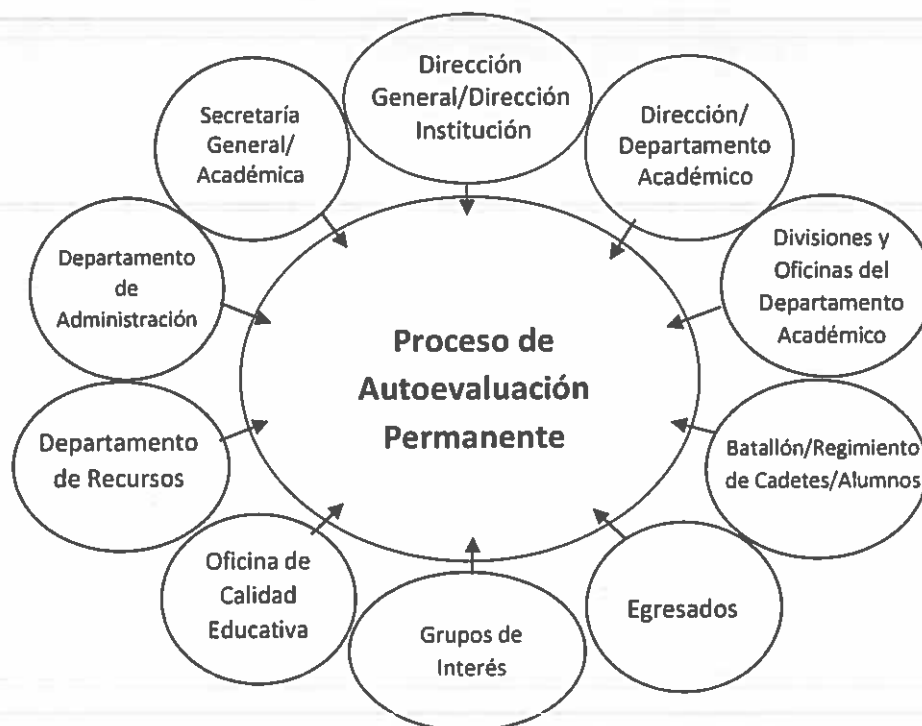 Dirección
General/Dirección
Institución
Dirección/
Departamento
Académico
Divisiones y
Oficinas del
Departamento
Académico
Batallón/Regimiento
de Cadetes/Alumnos
Egresados
Grupos de
Interés
Oficina de
Calidad
Educativa
Departamento
de Recursos
Departamento
de
Administración
Secretaría
General/
Académica
Proceso de
Autoevaluación
Permanente